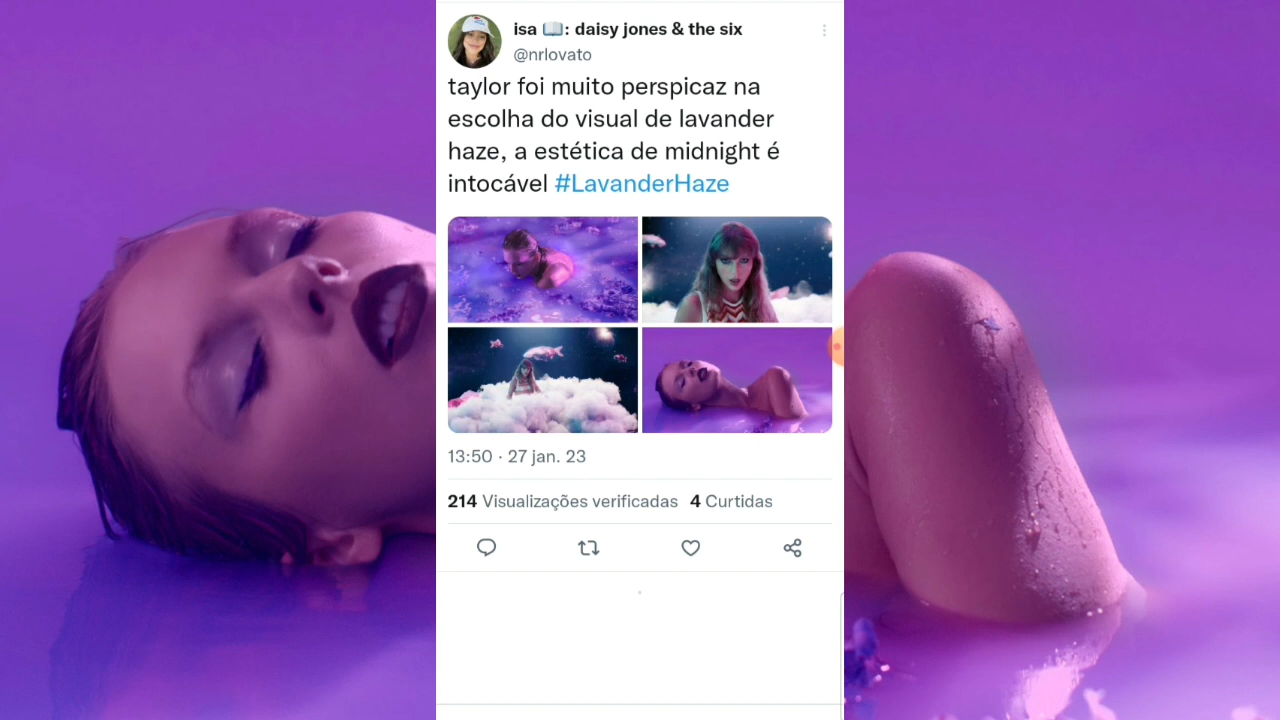 isa 📖: daisy jones & the six
@nrlovato
taylor foi muito perspicaz na
escolha do visual de lavander
haze, a estética de midnight é
intocável #LavanderHaze
13:50 · 27 jan. 23
214 Visualizações verificadas 4 Curtidas